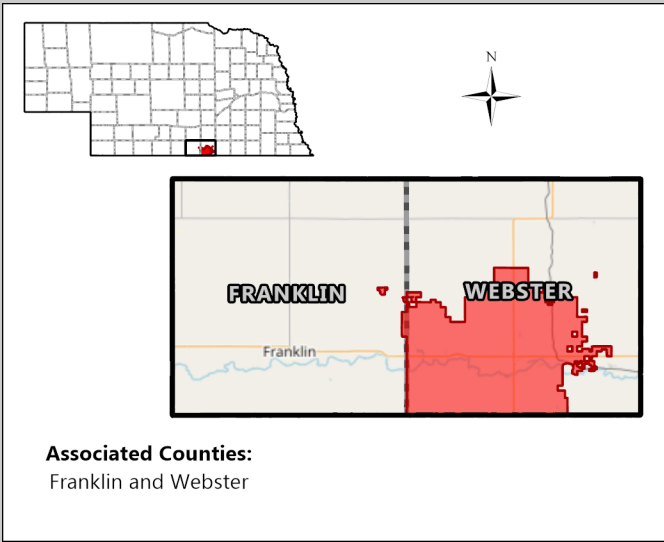 N
FRANKLIN
WEBSTER
Franklin
Associated Counties:
Franklin and Webster